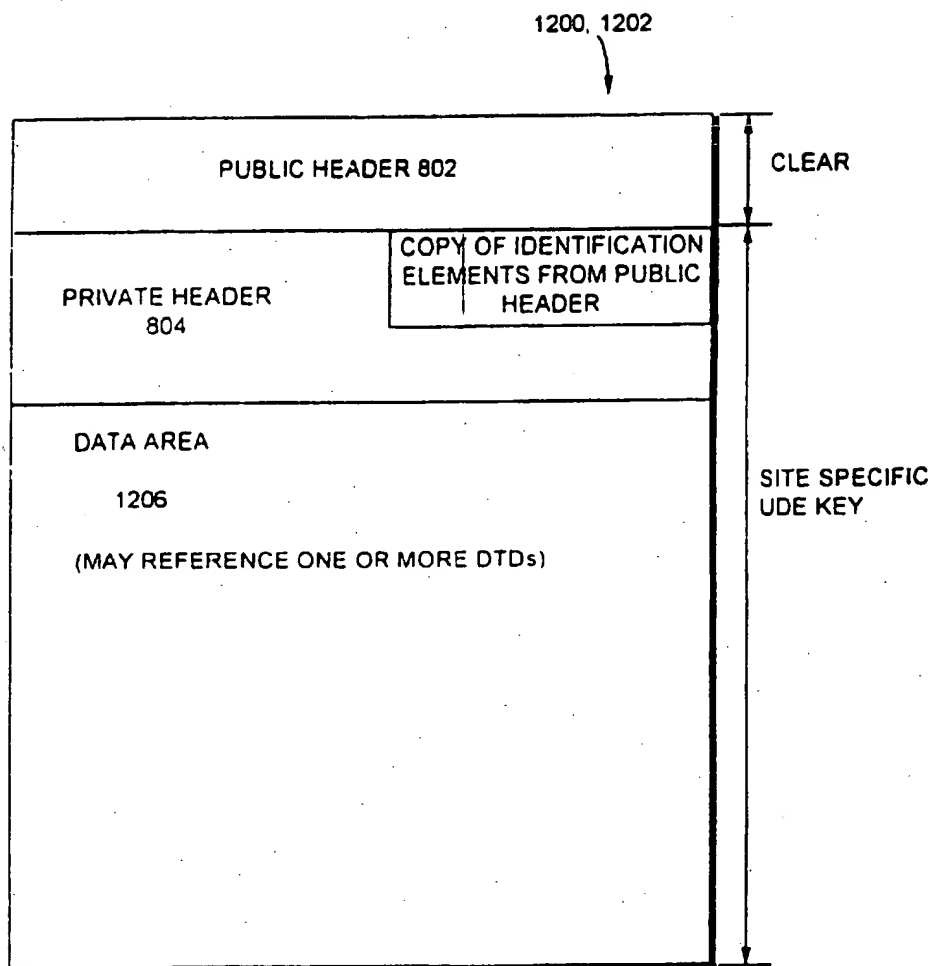 1200, 1202
PUBLIC HEADER 802
CLEAR
COPY OF IDENTIFICATION
ELEMENTS FROM PUBLIC
HEADER
PRIVATE HEADER
804
DATA AREA
1206
(MAY REFERENCE ONE OR MORE DTDs)
SITE SPECIFIC
UDE KEY